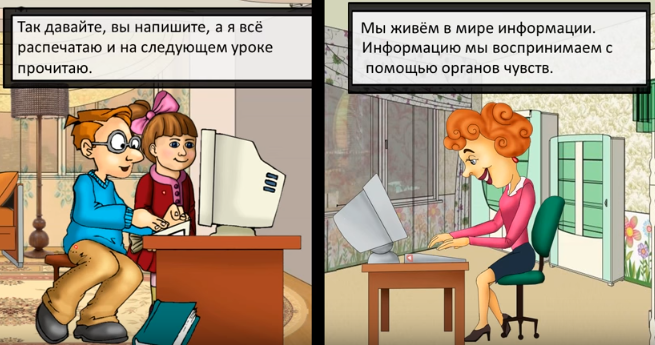 Так давайте, вы напишите, а я всё
распечатаю и на следующем уроке
прочитаю.
Мы живём в мире информации.
Информацию мы воспринимаем с
помощью органов чувств.